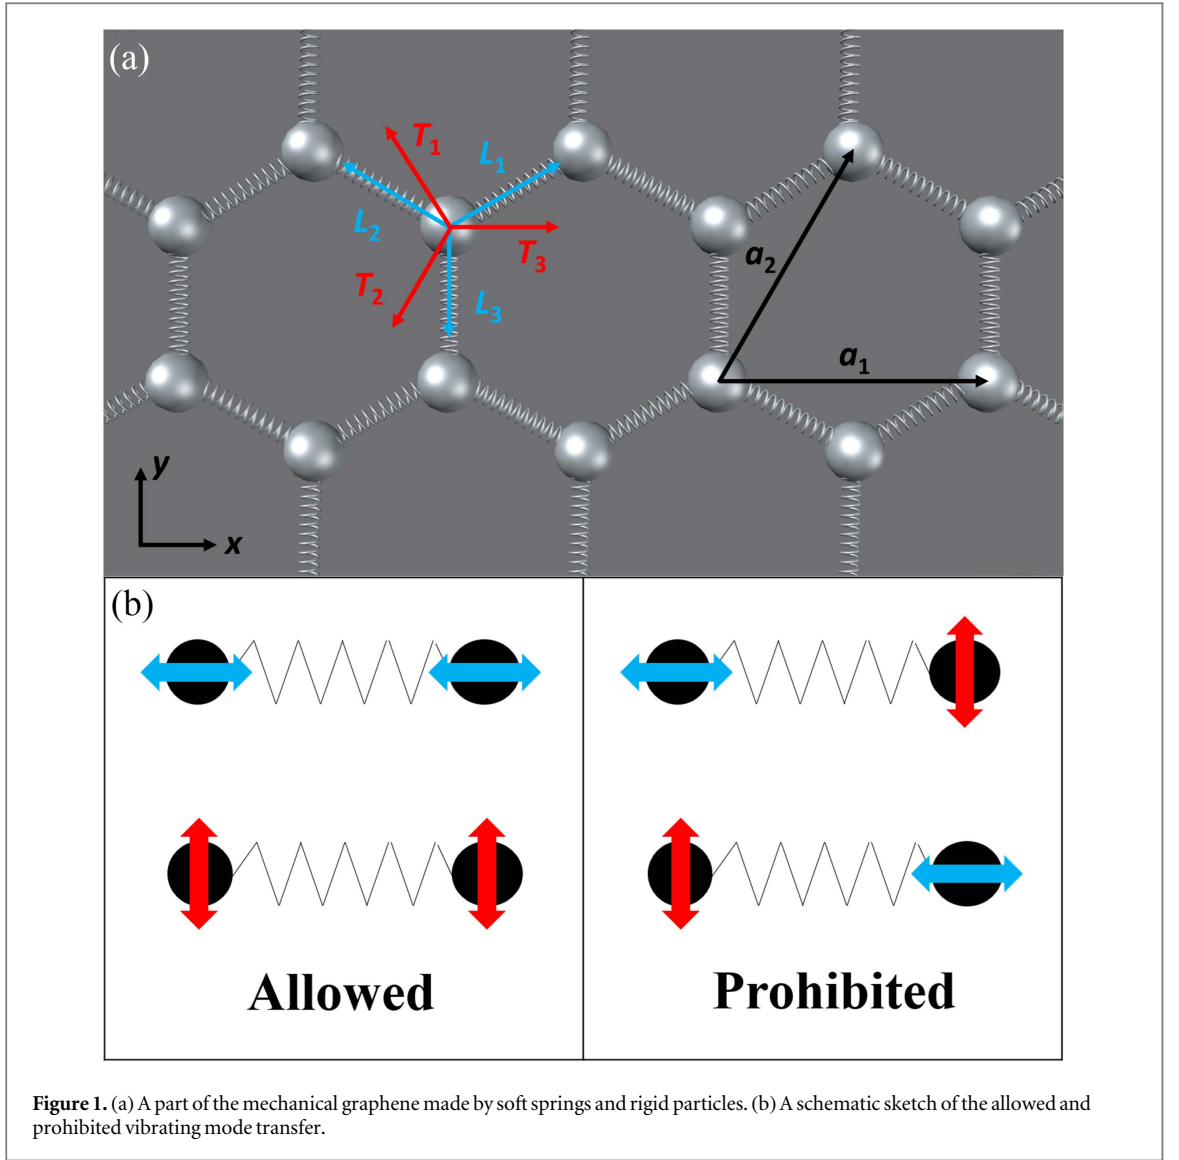 (a)
T1
L1
L2
T3
T2
L3
a2
a1
y
x
(b)
Allowed
Prohibited
Figure 1. (a) A part of the mechanical graphene made by soft springs and rigid particles. (b) A schematic sketch of the allowed and
prohibited vibrating mode transfer.